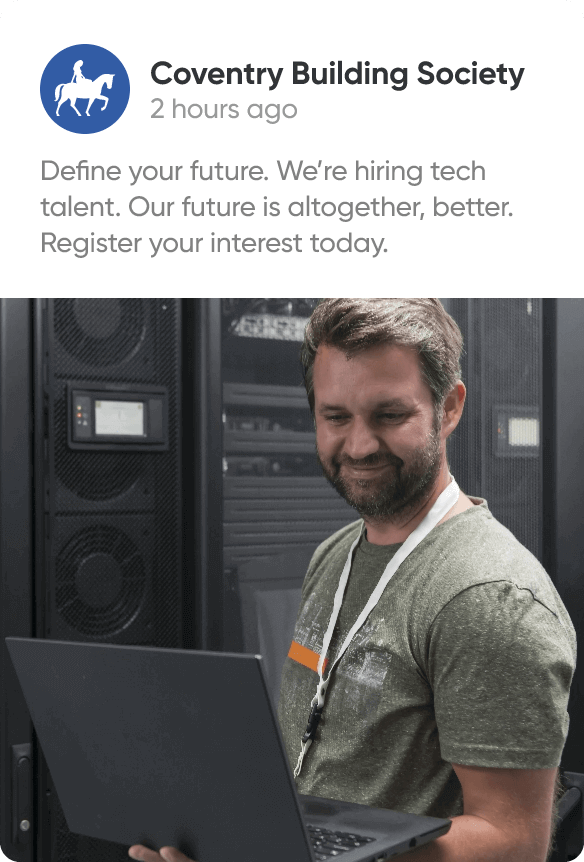 Coventry Building Society
2 hours ago
Define your future. We’re hiring tech
talent. Our future is altogether, better.
Register your interest today.